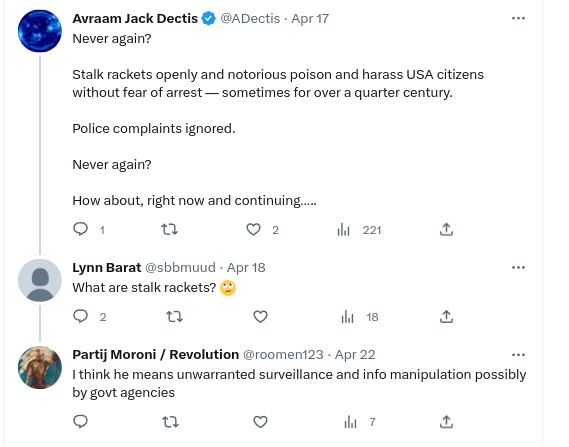 Avraam Jack Dectis @ADectis · Apr 17
Never again?
Stalk rackets openly and notorious poison and harass USA citizens
without fear of arrest — sometimes for over a quarter century.
Police complaints ignored.
Never again?
How about, right now and continuing.....
1 2 221
Lynn Barat @sbbmuud · Apr 18
What are stalk rackets? 🙄
2 18
Partij Moroni / Revolution @roomen123 · Apr 22
I think he means unwarranted surveillance and info manipulation possibly
by govt agencies
7